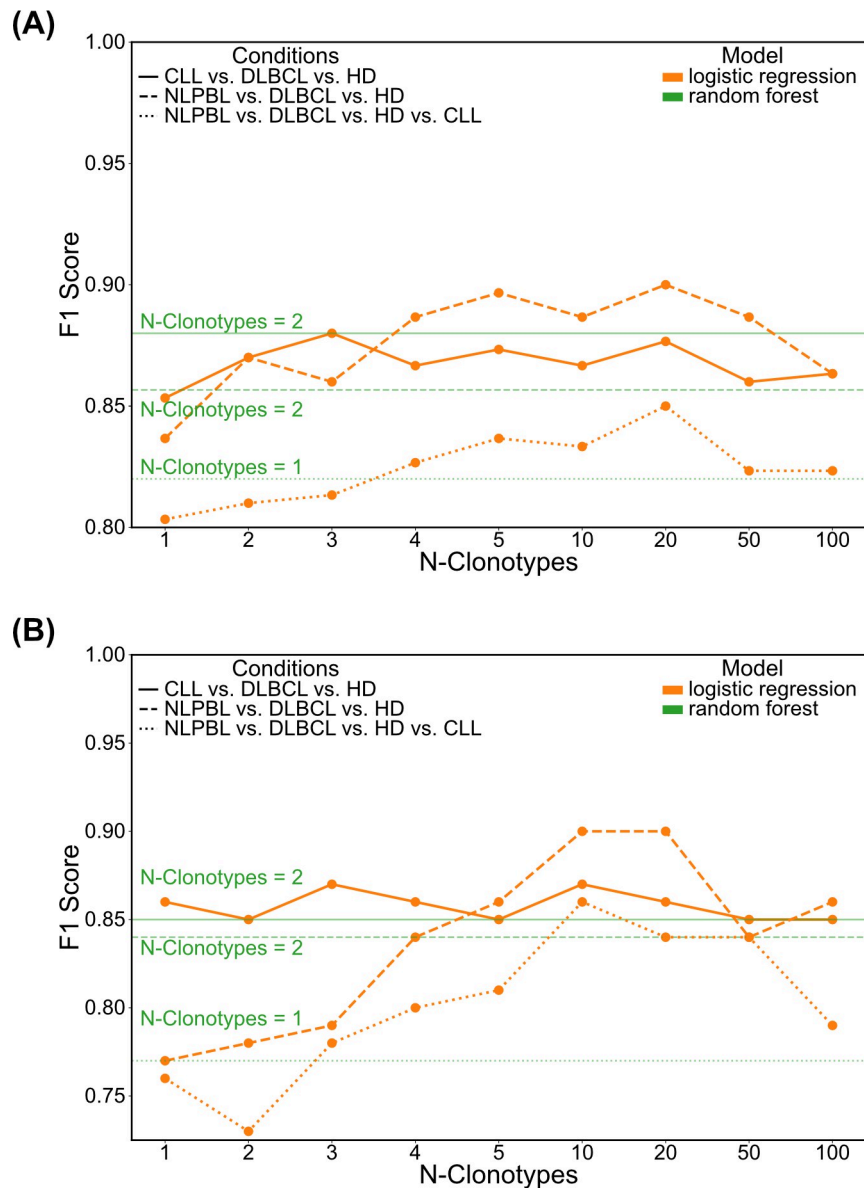 (A)
Conditions
CLL vs. DLBCL vs. HD
NLPBL vs. DLBCL vs. HD
NLPBL vs. DLBCL vs. HD vs. CLL
Model
logistic regression
random forest
1.00
0.95
0.90
0.85
0.80
F1 Score
N-Clonotypes = 2
N-Clonotypes = 2
N-Clonotypes = 1
1 2 3 4 5 10 20 50 100
N-Clonotypes
(B)
Conditions
CLL vs. DLBCL vs. HD
NLPBL vs. DLBCL vs. HD
NLPBL vs. DLBCL vs. HD vs. CLL
Model
logistic regression
random forest
1.00
0.95
0.90
0.85
0.80
0.75
F1 Score
N-Clonotypes = 2
N-Clonotypes = 2
N-Clonotypes = 1
1 2 3 4 5 10 20 50 100
N-Clonotypes